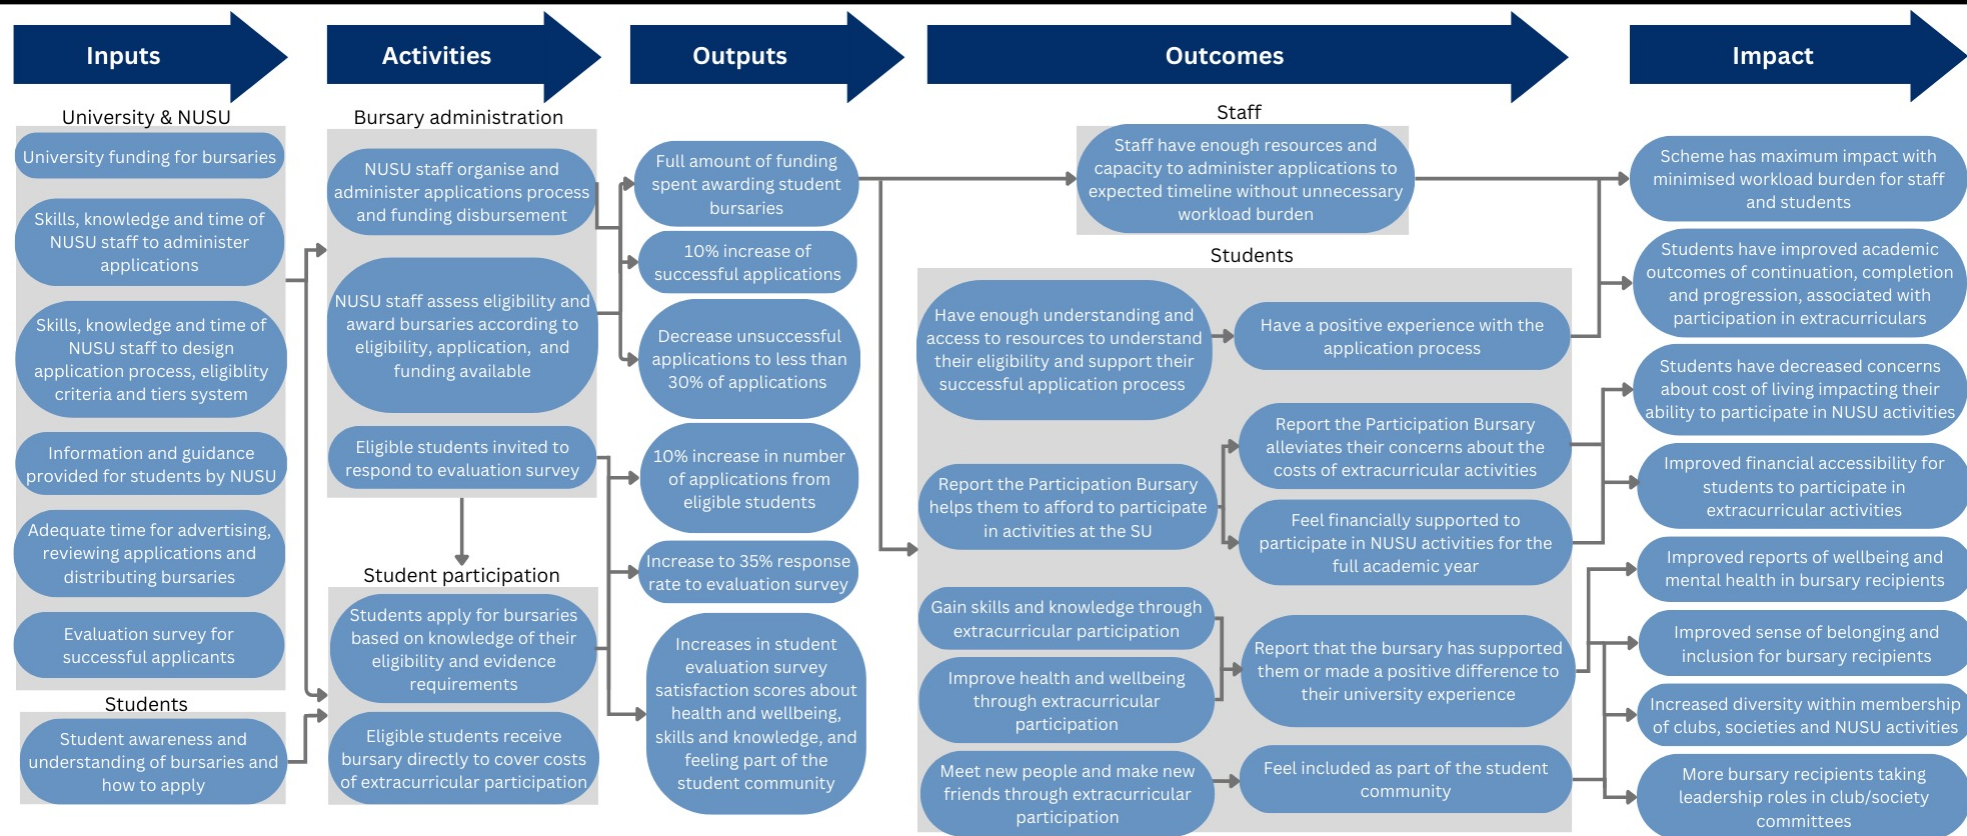 Inputs
Activities
Outputs
Outcomes
Impact
University & NUSU
University funding for bursaries
Skills, knowledge and time of
NUSU staff to administer
applications
Skills, knowledge and time of
NUSU staff to design
application process, eligiblity
criteria and tiers system
Information and guidance
provided for students by NUSU
Adequate time for advertising,
reviewing applications and
distributing bursaries
Evaluation survey for
successful applicants
Students
Student awareness and
understanding of bursaries and
how to apply
Bursary administration
NUSU staff organise and
administer applications process
and funding disbursement
NUSU staff assess eligibility and
award bursaries according to
eligibility, application, and
funding available
Eligible students invited to
respond to evaluation survey
Student participation
Students apply for bursaries
based on knowledge of their
eligibility and evidence
requirements
Eligible students receive
bursary directly to cover costs
of extracurricular participation
Full amount of funding
spent awarding student
bursaries
10% increase of
successful applications
Decrease unsuccessful
applications to less than
30% of applications
10% increase in number
of applications from
eligible students
Increase to 35% response
rate to evaluation survey
Increases in student
evaluation survey
satisfaction scores about
health and wellbeing,
skills and knowledge, and
feeling part of the
student community
Staff
Staff have enough resources and
capacity to administer applications to
expected timeline without unnecessary
workload burden
Students
Have enough understanding and
access to resources to understand
their eligibility and support their
successful application process
Have a positive experience with the
application process
Report the Participation Bursary
helps them to afford to participate
in activities at the SU
Report the Participation Bursary
alleviates their concerns about the
costs of extracurricular activities
Feel financially supported to
participate in NUSU activities for the
full academic year
Gain skills and knowledge through
extracurricular participation
Improve health and wellbeing
through extracurricular
participation
Report that the bursary has supported
them or made a positive difference to
their university experience
Meet new people and make new
friends through extracurricular
participation
Feel included as part of the student
community
Scheme has maximum impact with
minimised workload burden for staff
and students
Students have improved academic
outcomes of continuation, completion
and progression, associated with
participation in extracurriculars
Students have decreased concerns
about cost of living impacting their
ability to participate in NUSU activities
Improved financial accessibility for
students to participate in
extracurricular activities
Improved reports of wellbeing and
mental health in bursary recipients
Improved sense of belonging and
inclusion for bursary recipients
Increased diversity within membership
of clubs, societies and NUSU activities
More bursary recipients taking
leadership roles in club/society
committees